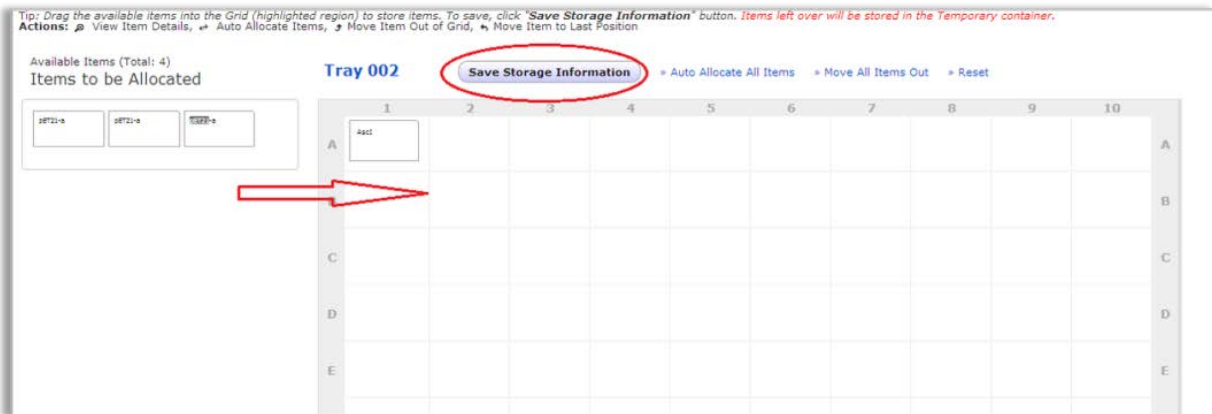 Tip: Drag the available items into the Grid (highlighted region) to store items. To save, click "Save Storage Information" button. Items left over will be stored in the Temporary container.
Actions: View Item Details, Auto Allocate Items, Move Item Out of Grid, Move Item to Last Position
Available Items (Total: 4)
Items to be Allocated
Tray 002
Save Storage Information
» Auto Allocate All Items » Move All Items Out » Reset
1 2 3 4 5 6 7 8 9 10
pET21-a pET21-a
AscI
A A
B
C C
D D
E E